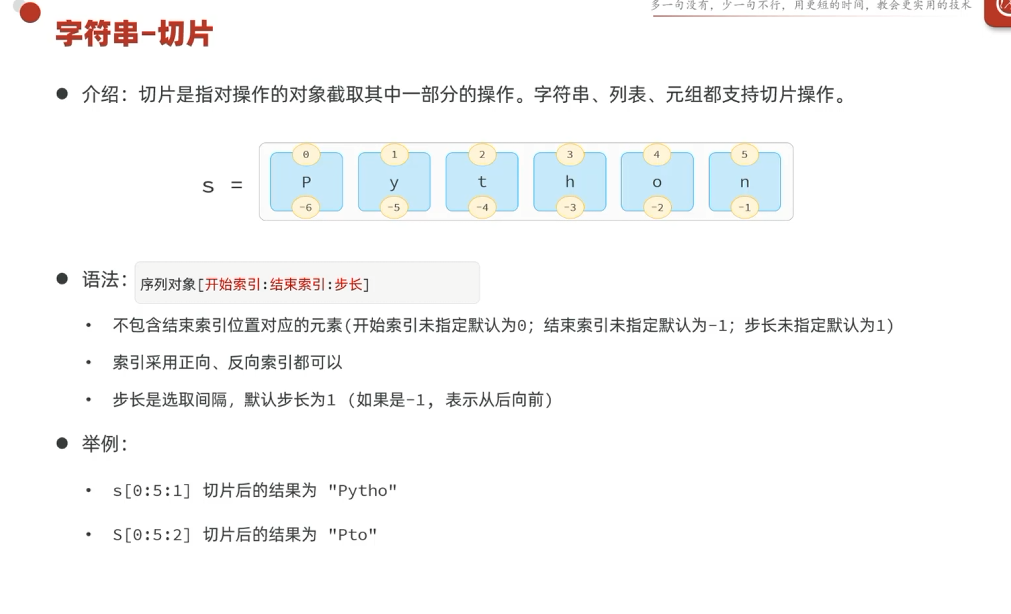 多一句没有，少一句不行，用更短的时间，教会更实用的技术
字符串-切片
● 介绍：切片是指对操作的对象截取其中一部分的操作。字符串、列表、元组都支持切片操作。
0 1 2 3 4 5
s = P y t h o n
-6 -5 -4 -3 -2 -1
● 语法：序列对象[开始索引:结束索引:步长]
• 不包含结束索引位置对应的元素(开始索引未指定默认为0；结束索引未指定默认为-1；步长未指定默认为1)
• 索引采用正向、反向索引都可以
• 步长是选取间隔，默认步长为1 (如果是-1, 表示从后向前)
● 举例：
• s[0:5:1] 切片后的结果为 "Pytho"
• S[0:5:2] 切片后的结果为 "Pto"